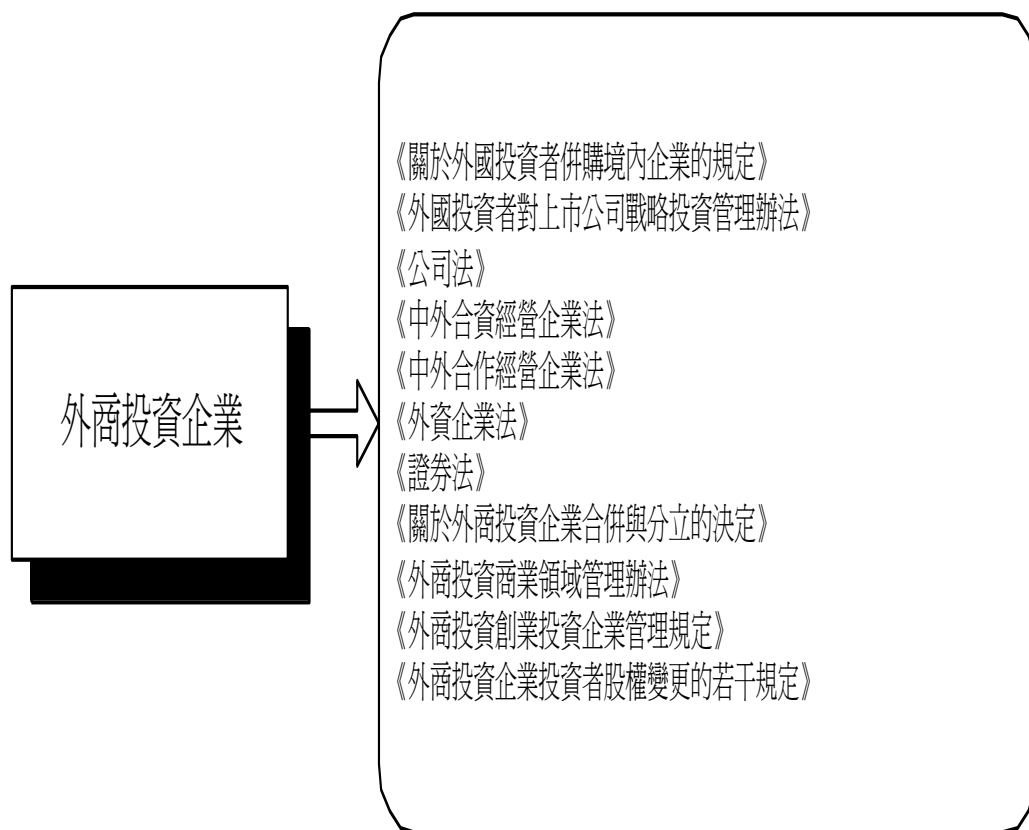 外商投資企業
《關於外國投資者併購境內企業的規定》
《外國投資者對上市公司戰略投資管理辦法》
《公司法》
《中外合資經營企業法》
《中外合作經營企業法》
《外資企業法》
《證券法》
《關於外商投資企業合併與分立的決定》
《外商投資商業領域管理辦法》
《外商投資創業投資企業管理規定》
《外商投資企業投資者股權變更的若干規定》